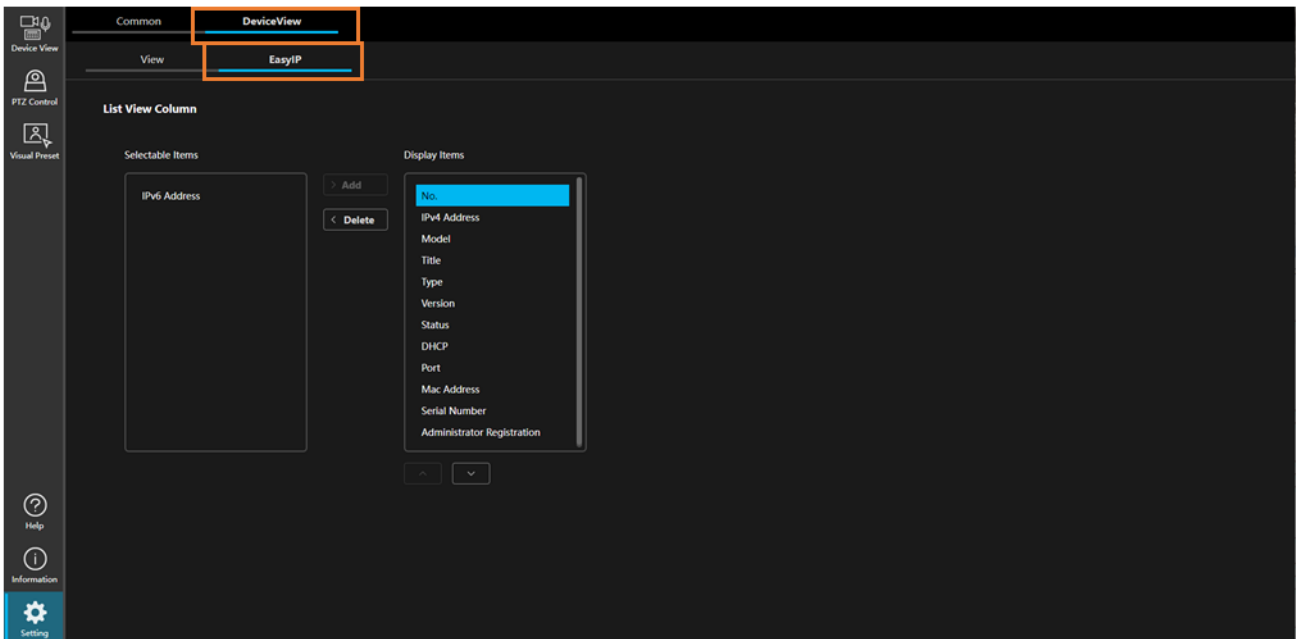 Common DeviceView
Device View
View EasyIP
PTZ Control
List View Column
Visual Preset
Selectable Items Display Items
IPv6 Address
> Add
< Delete
No.
IPv4 Address
Model
Title
Type
Version
Status
DHCP
Port
Mac Address
Serial Number
Administrator Registration
Help
Information
Setting